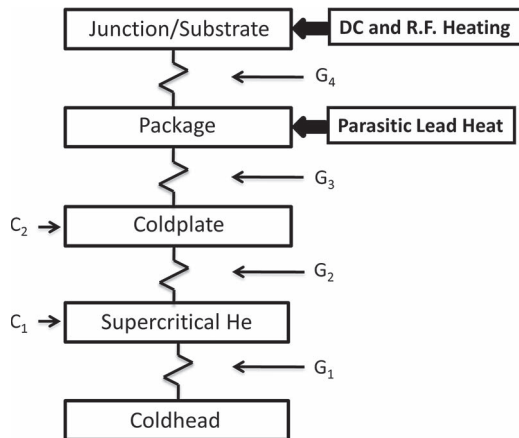 Junction/Substrate
DC and R.F. Heating
G4
Package
Parasitic Lead Heat
G3
C2
Coldplate
G2
C1
Supercritical He
G1
Coldhead